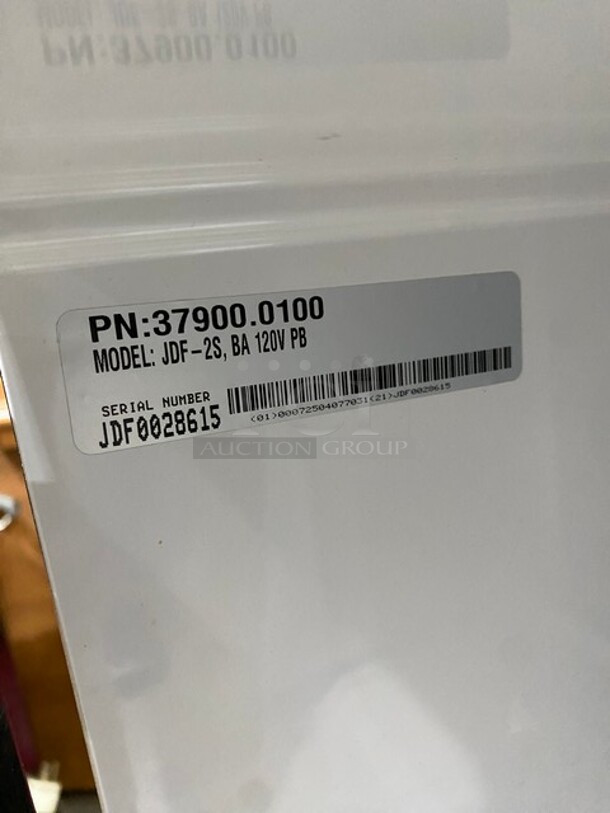 PN:37900.0100
MODEL: JDF-2S, BA 120V PB
SERIAL NUMBER
JDF0028615
(01)00072504077031(21)JDF0028615
AUCTION GROUP